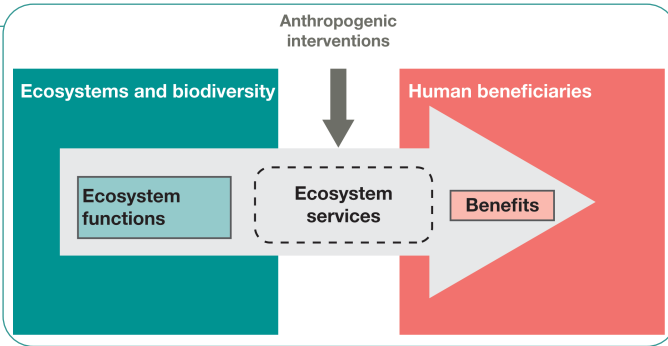 Anthropogenic
interventions
Ecosystems and biodiversity
Human beneficiaries
Ecosystem
functions
Ecosystem
services
Benefits